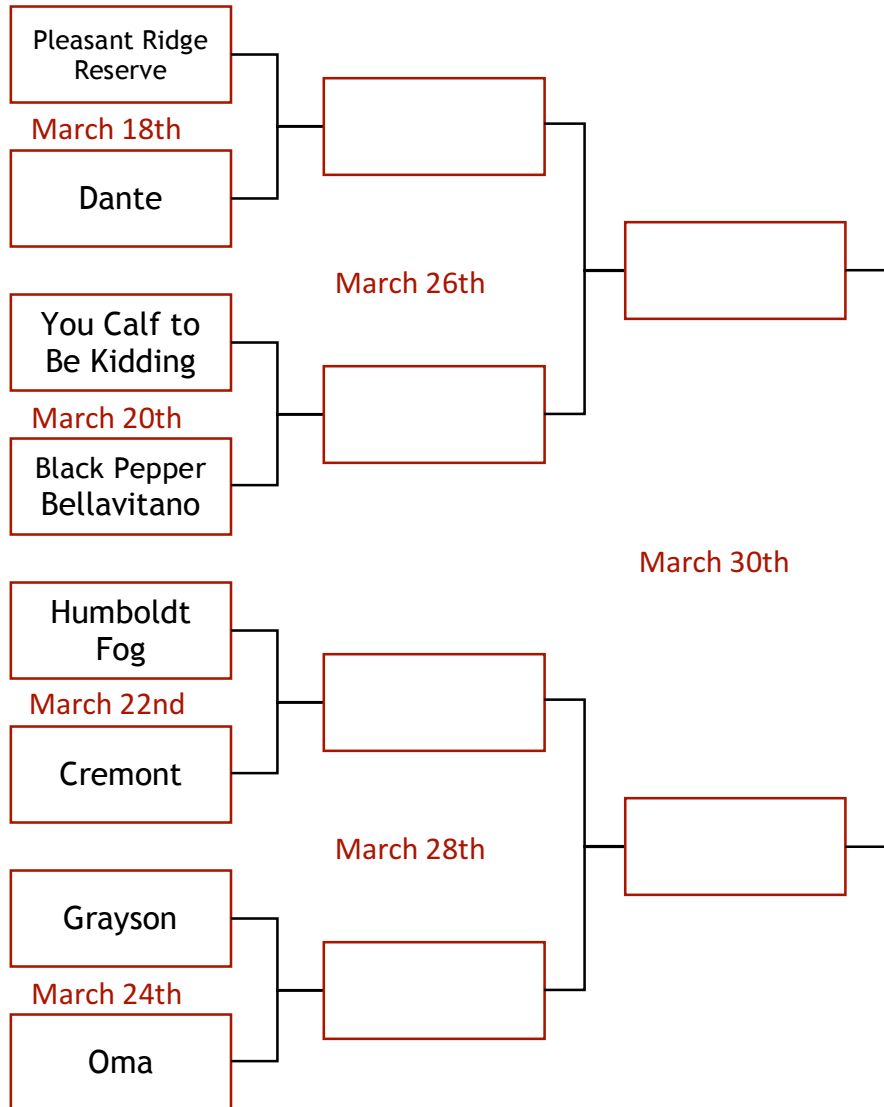 Pleasant Ridge
Reserve
March 18th
Dante
March 26th
You Calf to
Be Kidding
March 20th
Black Pepper
Bellavitano
March 30th
Humboldt
Fog
March 22nd
Cremont
March 28th
Grayson
March 24th
Oma